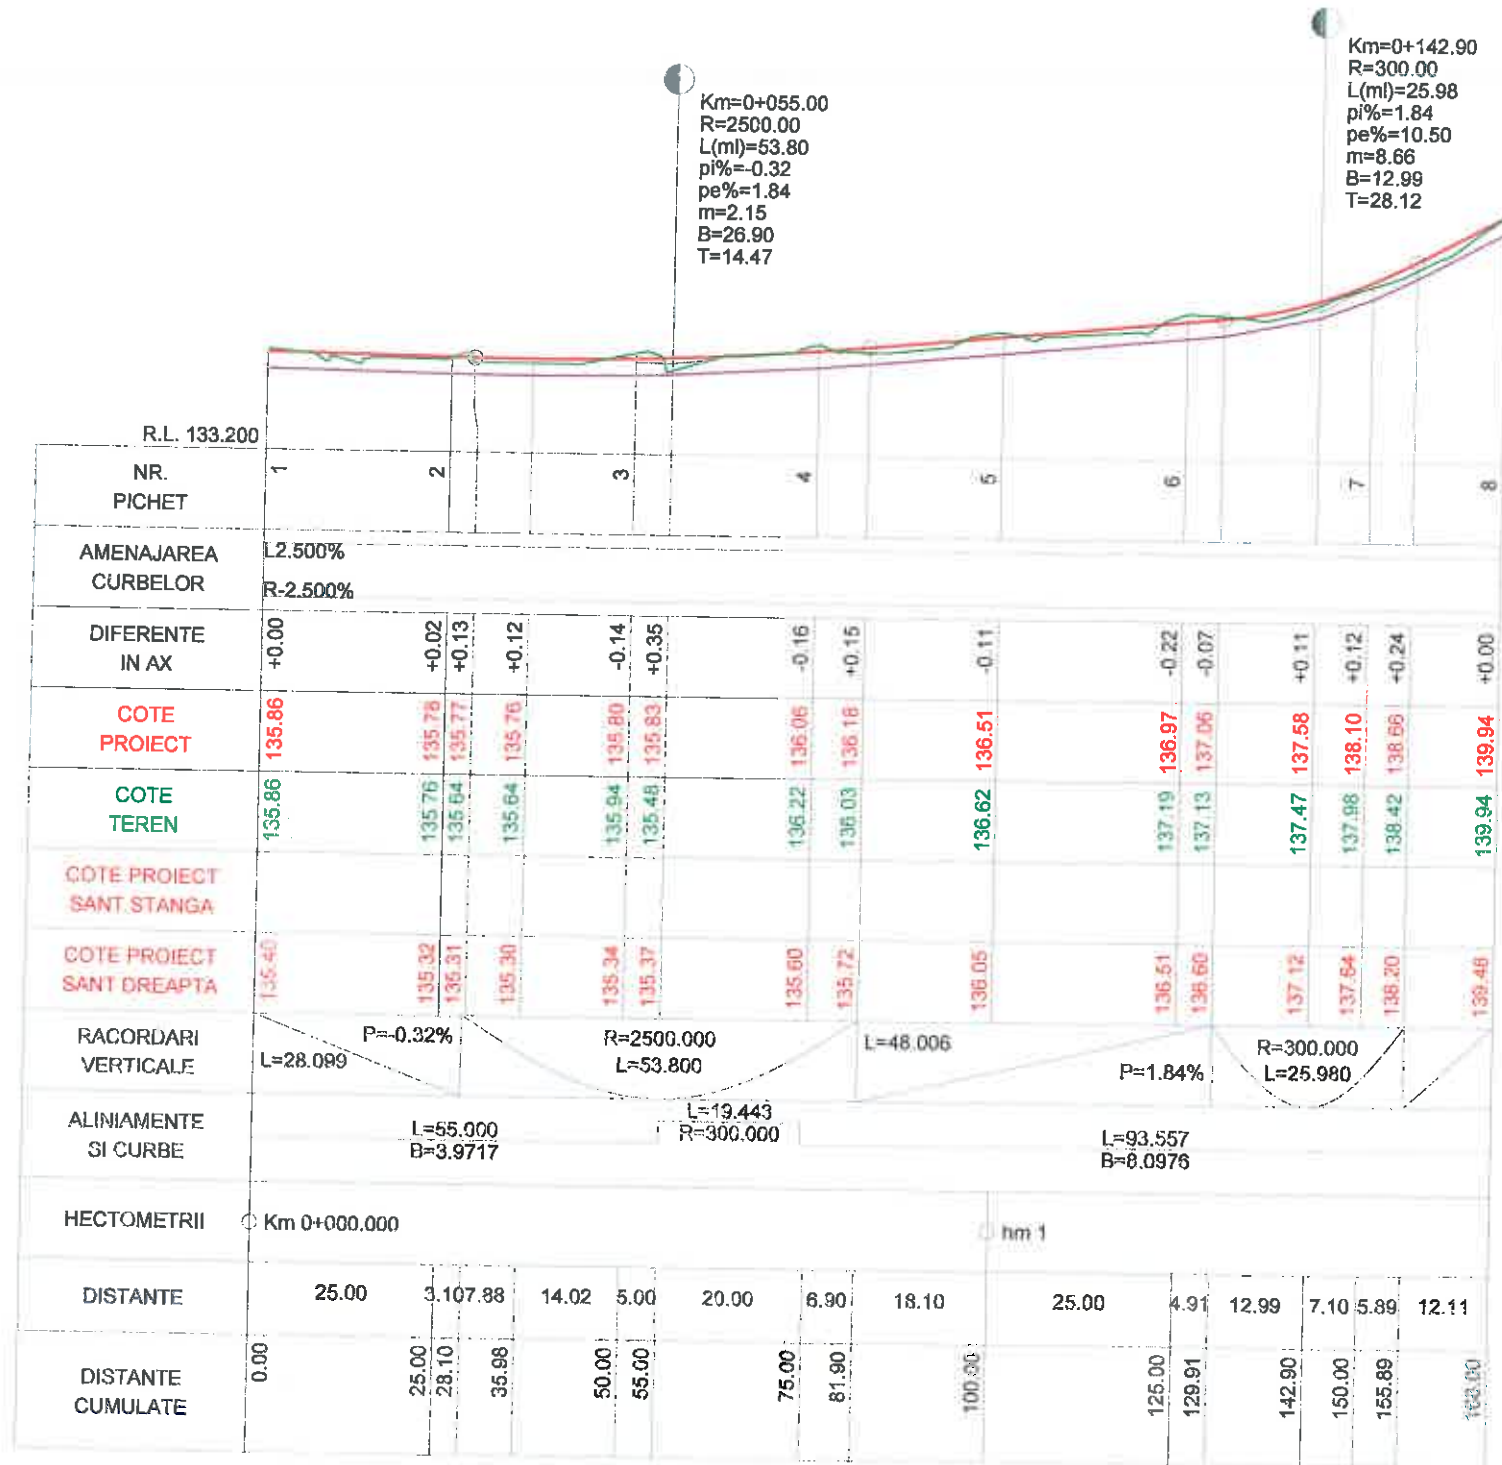 Km=0+142.90
R=300.00
L(ml)=25.98
pi%=1.84
pe%=10.50
m=8.66
B=12.99
T=28.12
Km=0+055.00
R=2500.00
L(ml)=53.80
pi%=-0.32
pe%=1.84
m=2.15
B=26.90
T=14.47
R.L. 133.200
NR.
PICHET
1 2 3 4 5 6 7 8
AMENAJAREA
CURBELOR
L2.500%
R-2.500%
DIFERENTE
IN AX
+0.00 +0.02 +0.13 +0.12 -0.14 +0.35 -0.16 +0.15 -0.11 -0.22 -0.07 +0.11 +0.12 +0.24 +0.00
COTE
PROIECT
135.86 135.78 135.77 135.76 135.80 135.83 136.06 136.18 136.51 136.97 137.06 137.58 138.10 138.66 139.94
COTE
TEREN
135.86 135.76 135.64 135.64 135.94 135.48 136.22 136.03 136.62 137.19 137.13 137.47 137.98 138.42 139.94
COTE PROIECT
SANT STANGA
COTE PROIECT
SANT DREAPTA
135.40 135.32 135.31 135.30 135.34 135.37 135.60 135.72 136.05 136.51 136.60 137.12 137.64 138.20 139.48
RACORDARI
VERTICALE
P=-0.32%
L=28.099
R=2500.000
L=53.800
L=48.006
P=1.84%
R=300.000
L=25.980
ALINIAMENTE
SI CURBE
L=55.000
B=3.9717
L=19.443
R=300.000
L=93.557
B=8.0976
HECTOMETRII
Km 0+000.000
hm 1
DISTANTE
25.00 3.10 7.88 14.02 5.00 20.00 6.90 18.10 25.00 4.91 12.99 7.10 5.89 12.11
DISTANTE
CUMULATE
0.00 25.00 28.10 35.98 50.00 55.00 75.00 81.90 100.00 125.00 129.91 142.90 150.00 155.89 168.00